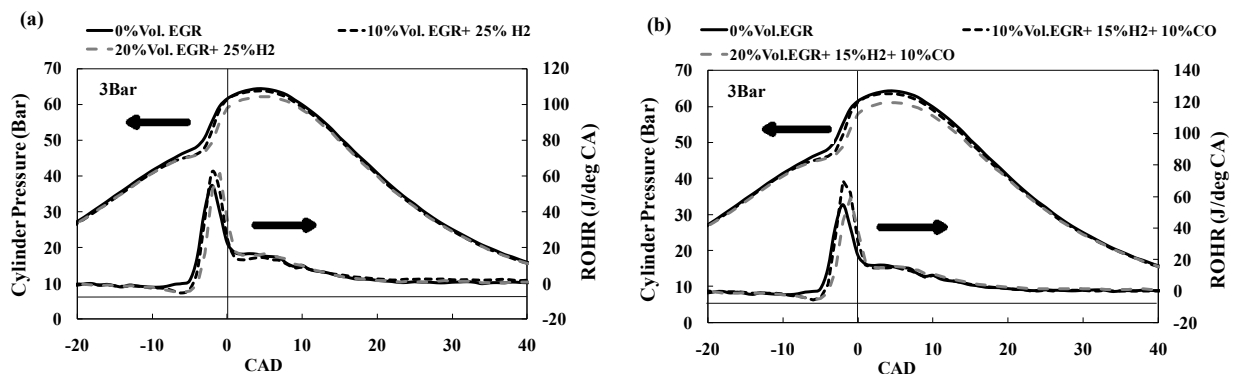 (a)
0%Vol. EGR
10%Vol. EGR+ 25% H2
20%Vol. EGR+ 25%H2
3Bar
Cylinder Pressure (Bar)
70
60
50
40
30
20
10
0
120
100
80
60
40
20
0
-20
ROHR (J/deg CA)
-20
-10
0
10
20
30
40
CAD
(b)
0%Vol.EGR
10%Vol.EGR+ 15%H2+ 10%CO
20%Vol.EGR+ 15%H2+ 10%CO
3Bar
Cylinder Pressure (Bar)
70
60
50
40
30
20
10
0
140
120
100
80
60
40
20
0
-20
ROHR (J/deg CA)
-20
-10
0
10
20
30
40
CAD